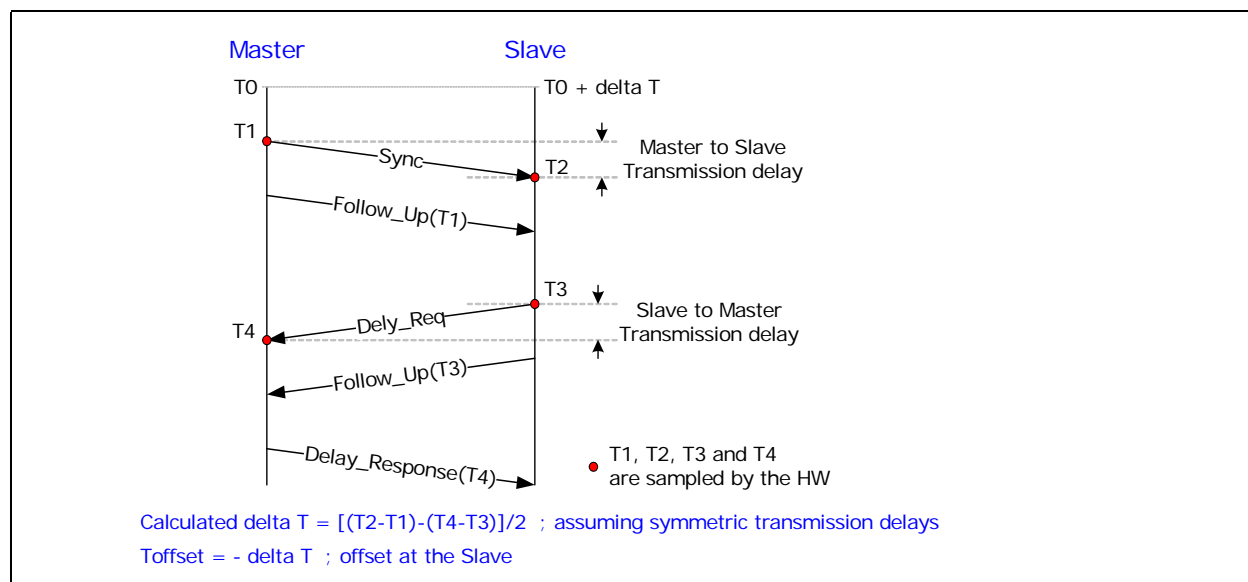 Master
Slave
T0
T0 + delta T
T1
Sync
T2
Master to Slave
Transmission delay
Follow_Up(T1)
T3
Dely_Req
T4
Slave to Master
Transmission delay
Follow_Up(T3)
Delay_Response(T4)
T1, T2, T3 and T4
are sampled by the HW
Calculated delta T = [(T2-T1)-(T4-T3)]/2 ; assuming symmetric transmission delays
Toffset = - delta T ; offset at the Slave